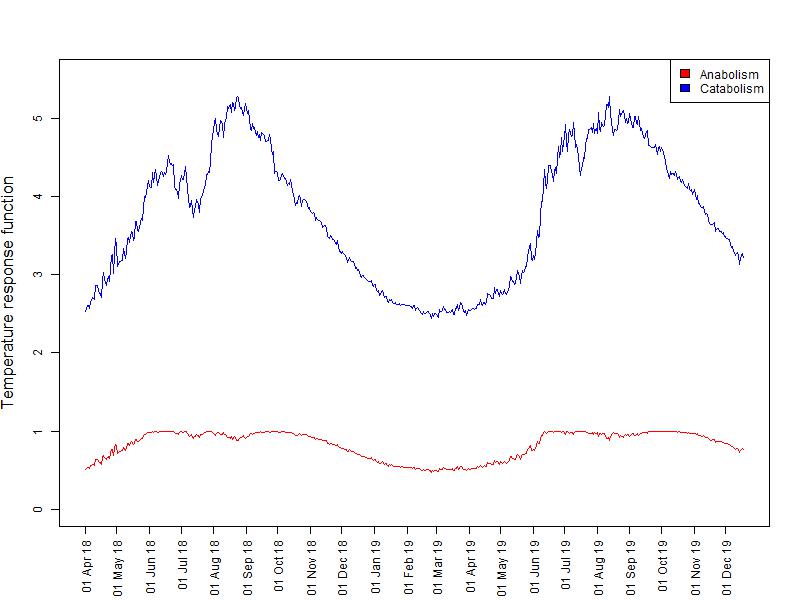 Anabolism
Catabolism
Temperature response function
5
4
3
2
1
0
01 Apr 18
01 May 18
01 Jun 18
01 Jul 18
01 Aug 18
01 Sep 18
01 Oct 18
01 Nov 18
01 Dec 18
01 Jan 19
01 Feb 19
01 Mar 19
01 Apr 19
01 May 19
01 Jun 19
01 Jul 19
01 Aug 19
01 Sep 19
01 Oct 19
01 Nov 19
01 Dec 19